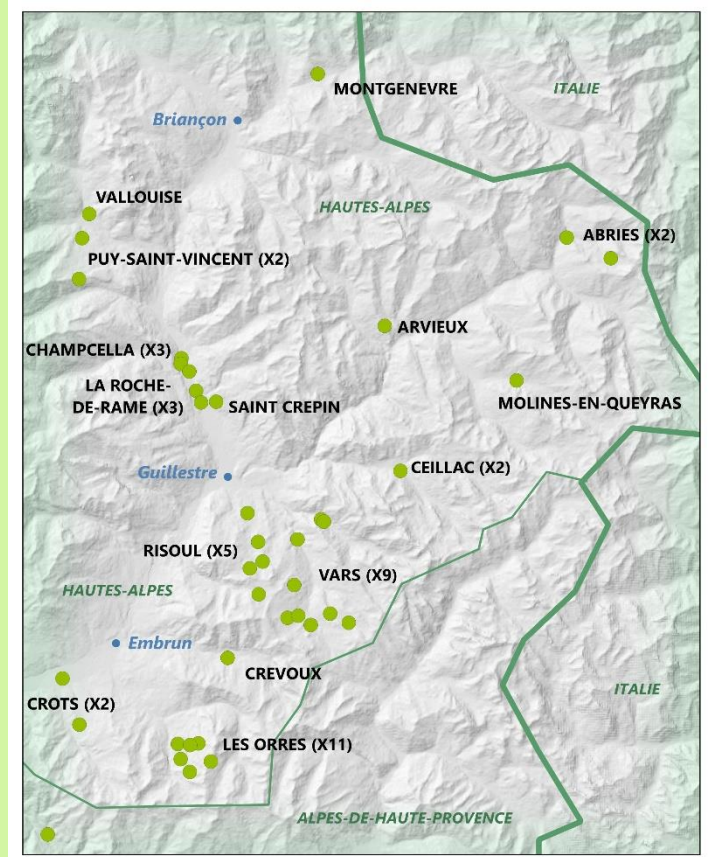 MONTGENEVRE
ITALIE
Briançon
VALLOUISE
HAUTES-ALPES
ABRIES (X2)
PUY-SAINT-VINCENT (X2)
ARVIEUX
CHAMPCELLA (X3)
LA ROCHE-
DE-RAME (X3)
SAINT CREPIN
MOLINES-EN-QUEYRAS
Guillestre
CEILLAC (X2)
RISOUL (X5)
VARS (X9)
HAUTES-ALPES
Embrun
CREVOUX
ITALIE
CROTS (X2)
LES ORRES (X11)
ALPES-DE-HAUTE-PROVENCE